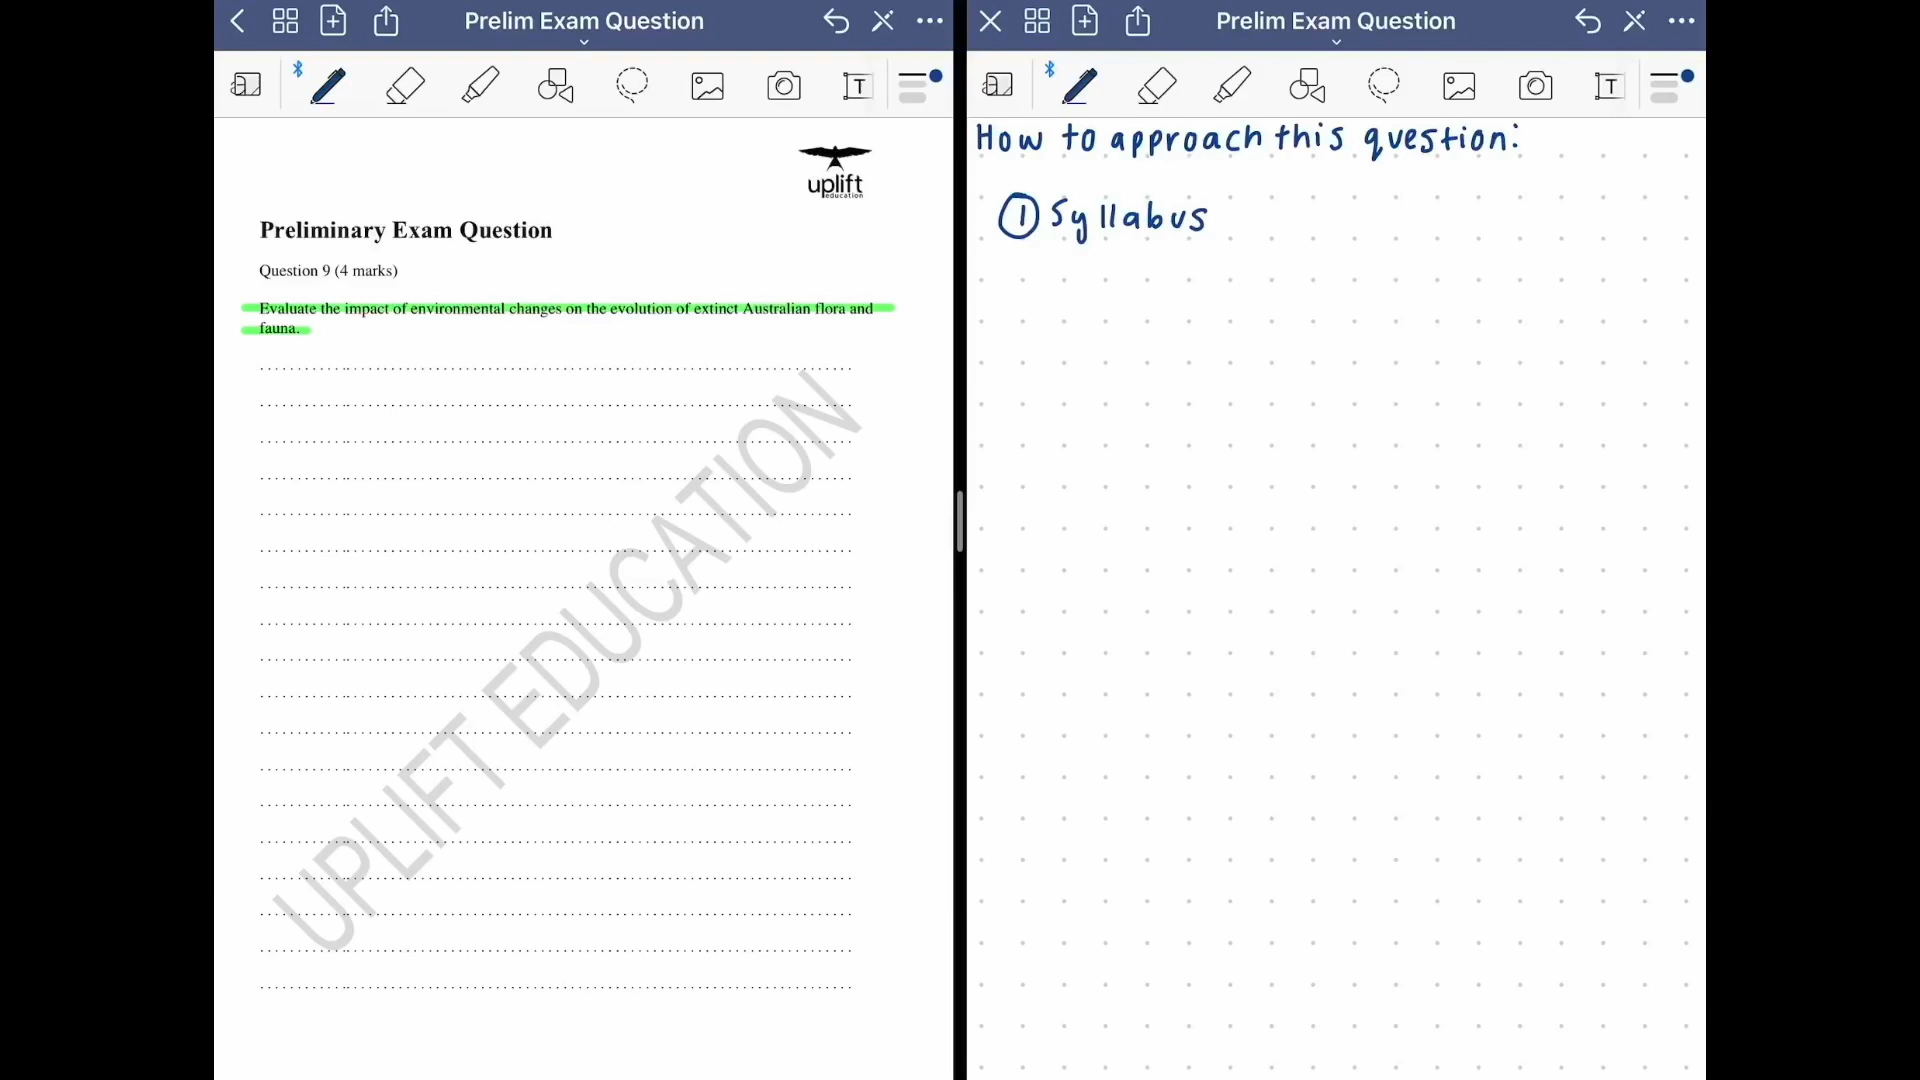 Prelim Exam Question
uplift
education
Preliminary Exam Question
Question 9 (4 marks)
Evaluate the impact of environmental changes on the evolution of extinct Australian flora and
fauna.
UPLIFT EDUCATION
Prelim Exam Question
How to approach this question:
1 Syllabus